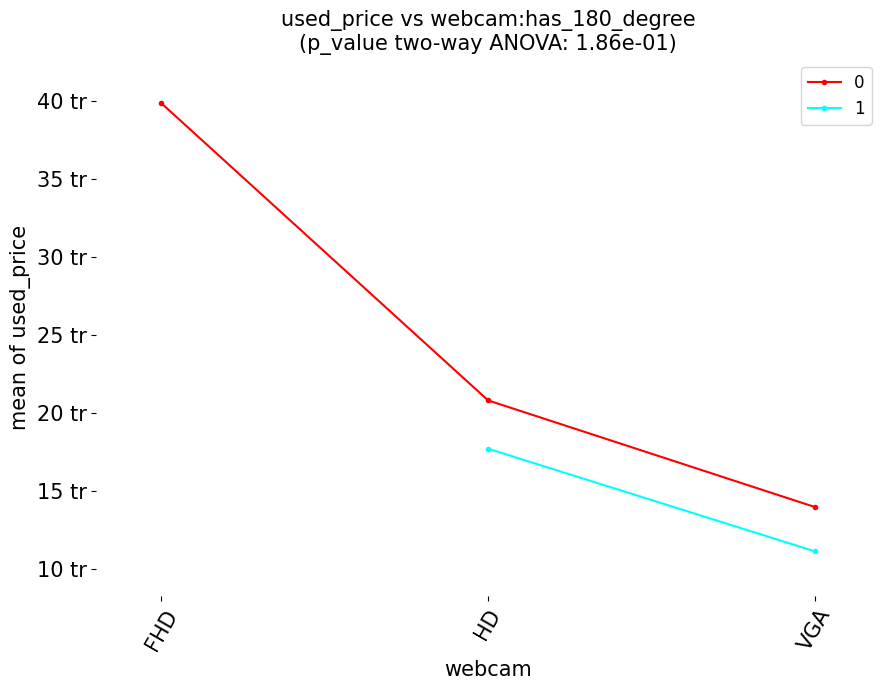 used_price vs webcam:has_180_degree
(p_value two-way ANOVA: 1.86e-01)
0
1
40 tr
35 tr
30 tr
25 tr
20 tr
15 tr
10 tr
mean of used_price
FHD
HD
VGA
webcam